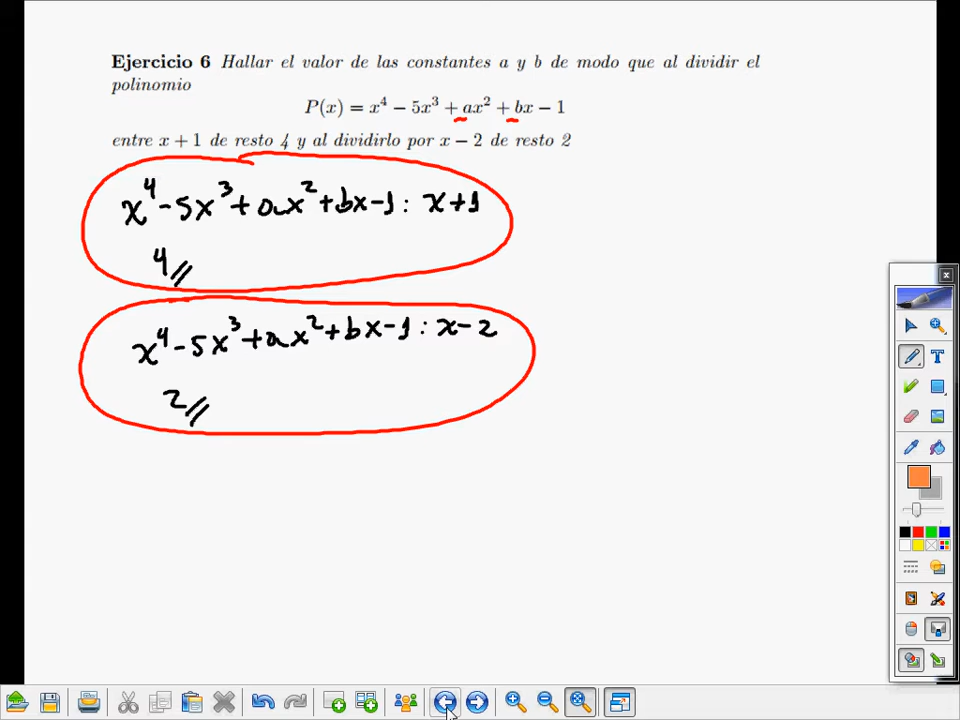 Ejercicio 6 Hallar el valor de las constantes a y b de modo que al dividir el
polinomio
P(x) = x⁴ − 5x³ + ax² + bx − 1
entre x + 1 de resto 4 y al dividirlo por x − 2 de resto 2
x⁴-5x³+ax²+bx-1: x+1
4//
x⁴-5x³+ax²+bx-1: x-2
2//
x
T